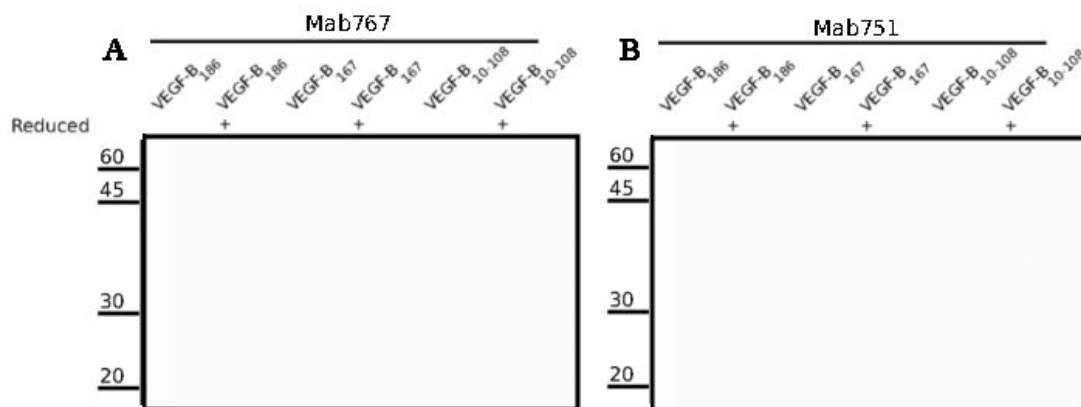 A Mab767
VEGF-B186 VEGF-B186 VEGF-B167 VEGF-B167 VEGF-B10-108 VEGF-B10-108
Reduced + + +
60
45
30
20
B Mab751
VEGF-B186 VEGF-B186 VEGF-B167 VEGF-B167 VEGF-B10-108 VEGF-B10-108
+ + +
60
45
30
20